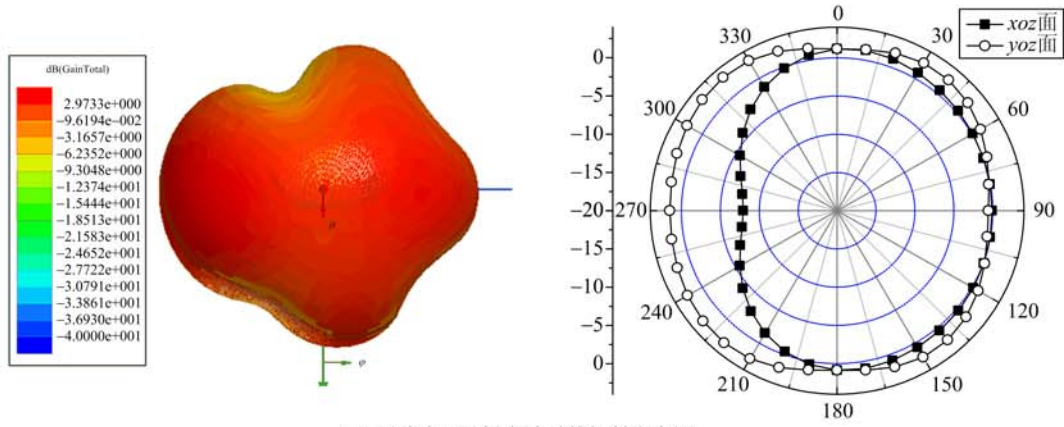 dB(GainTotal)
2.9733e+000
−9.6194e−002
−3.1657e+000
−6.2352e+000
−9.3048e+000
−1.2374e+001
−1.5444e+001
−1.8513e+001
−2.1583e+001
−2.4652e+001
−2.7722e+001
−3.0791e+001
−3.3861e+001
−3.6930e+001
−4.0000e+001
φ
xoz面
yoz面
0
30
60
90
120
150
180
210
240
270
300
330
0
−5
−10
−15
−20
−15
−10
−5
0